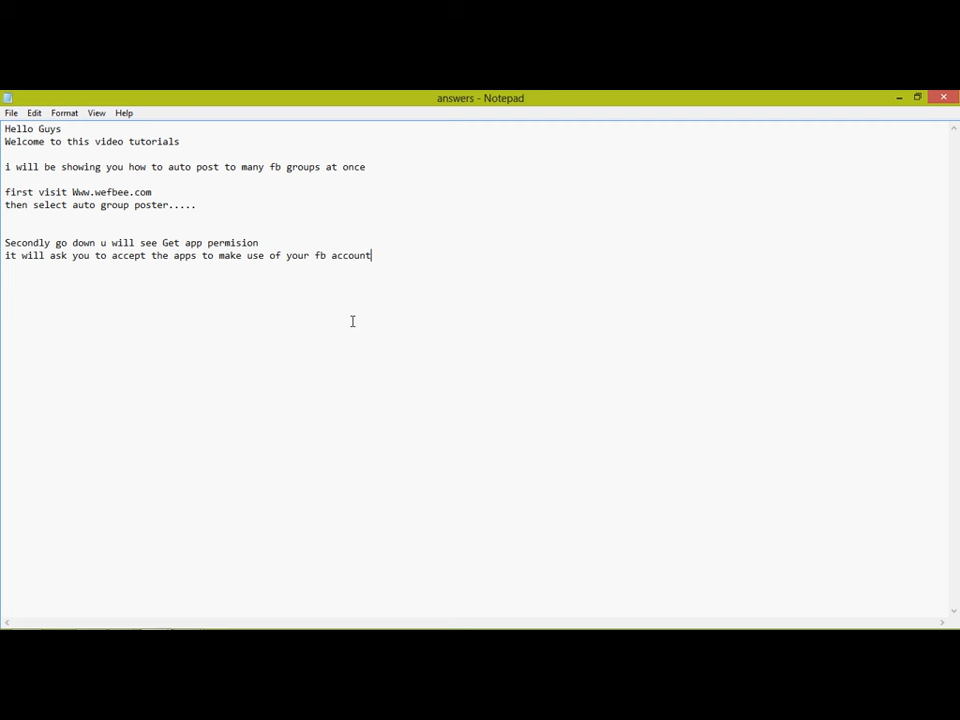 answers - Notepad
File Edit Format View Help
Hello Guys
Welcome to this video tutorials
i will be showing you how to auto post to many fb groups at once
first visit Www.wefbee.com
then select auto group poster.....
Secondly go down u will see Get app permision
it will ask you to accept the apps to make use of your fb account